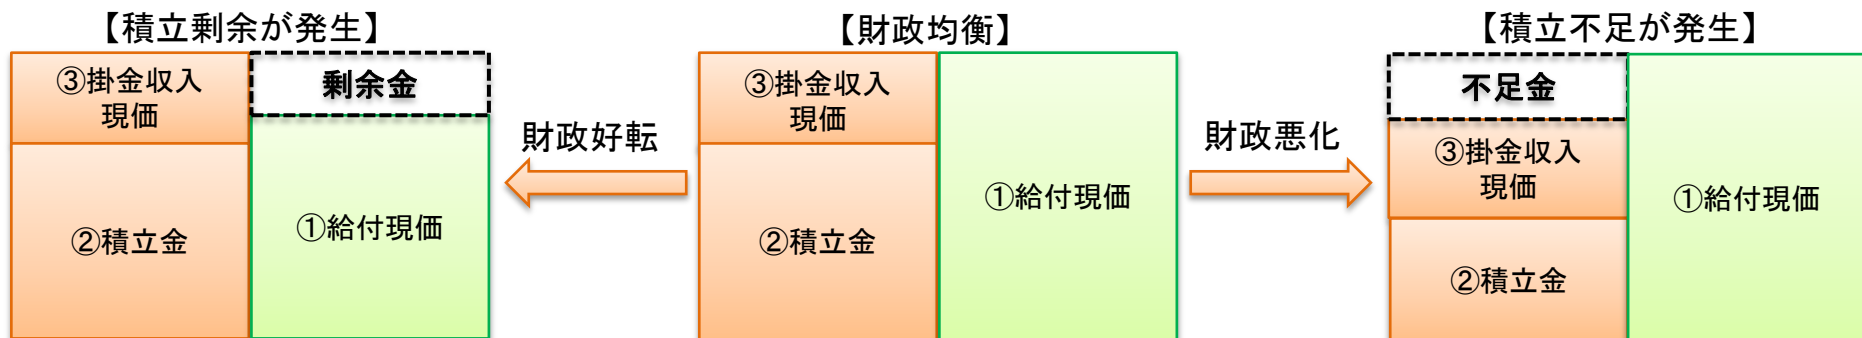 【積立剰余が発生】
③掛金収入
現価
剰余金
②積立金
①給付現価
財政好転
【財政均衡】
③掛金収入
現価
②積立金
①給付現価
財政悪化
【積立不足が発生】
不足金
③掛金収入
現価
②積立金
①給付現価